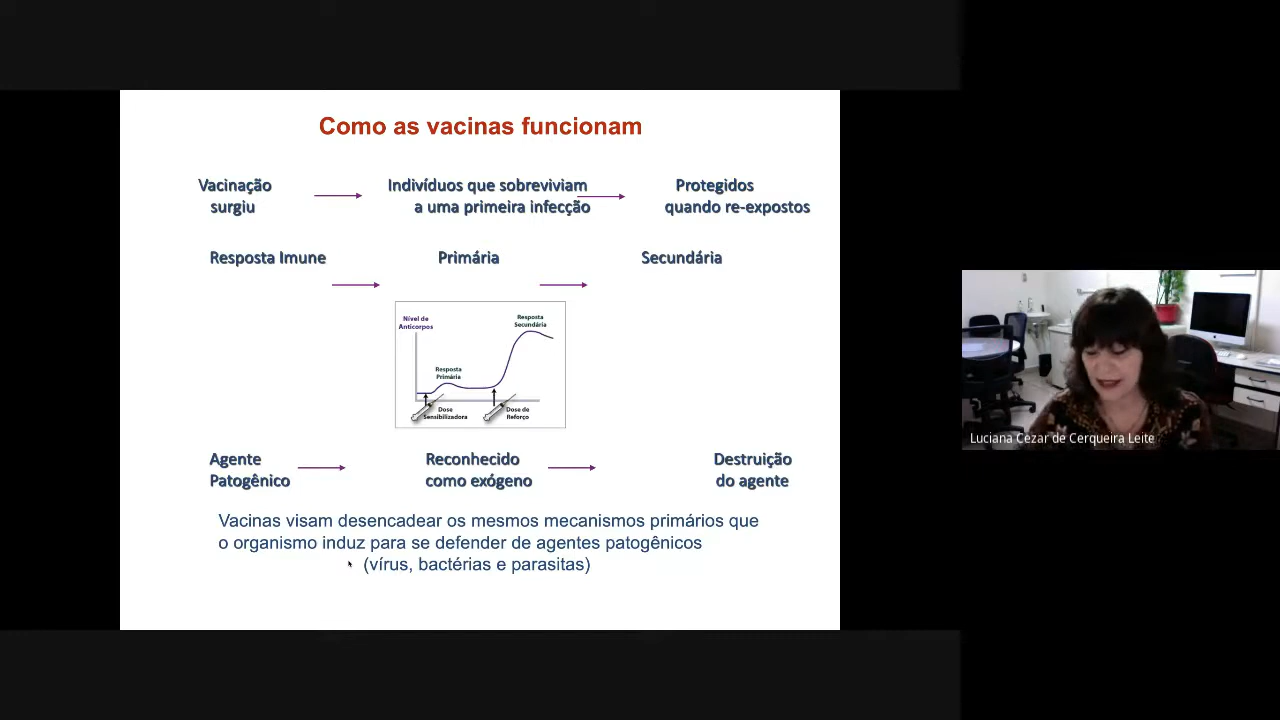 Como as vacinas funcionam
Vacinação
surgiu
Indivíduos que sobreviviam
a uma primeira infecção
Protegidos
quando re-expostos
Resposta Imune
Primária
Secundária
Nível de
Anticorpos
Resposta
Secundária
Resposta
Primária
Dose
Sensibilizadora
Dose de
Reforço
Agente
Patogênico
Reconhecido
como exógeno
Destruição
do agente
Vacinas visam desencadear os mesmos mecanismos primários que
o organismo induz para se defender de agentes patogênicos
(vírus, bactérias e parasitas)
Luciana Cezar de Cerqueira Leite